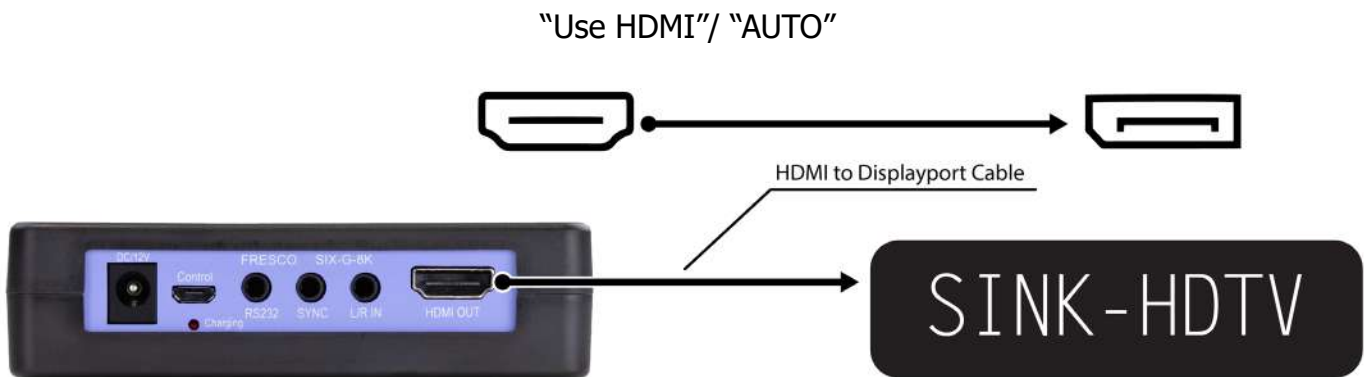 “Use HDMI”/ “AUTO”
HDMI to Displayport Cable
DC/12V
Control
FRESCO SIX-G-8K
Charging
RS232 SYNC L/R IN HDMI OUT
SINK-HDTV